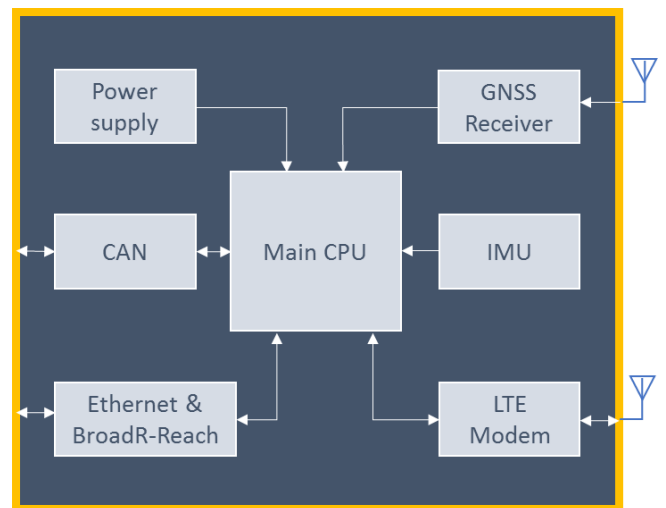 Power
supply
GNSS
Receiver
CAN
Main CPU
IMU
Ethernet &
BroadR-Reach
LTE
Modem